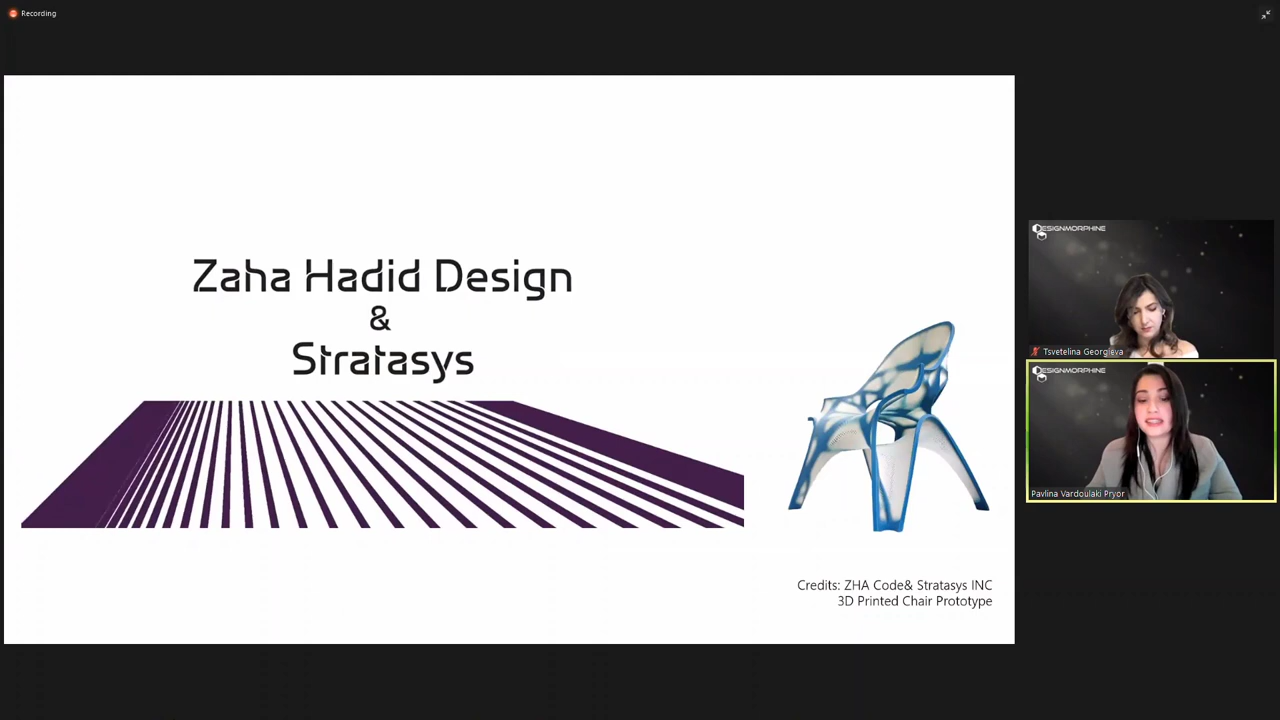 Recording
Zaha Hadid Design
&
Stratasys
Credits: ZHA Code& Stratasys INC
3D Printed Chair Prototype
DESIGNMORPHINE
Tsvetelina Georgieva
DESIGNMORPHINE
Pavlina Vardoulaki Pryor